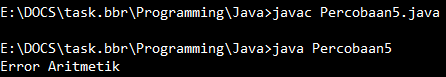 E:\DOCS\task.bbr\Programming\Java>javac Percobaan5.java
E:\DOCS\task.bbr\Programming\Java>java Percobaan5
Error Aritmetik